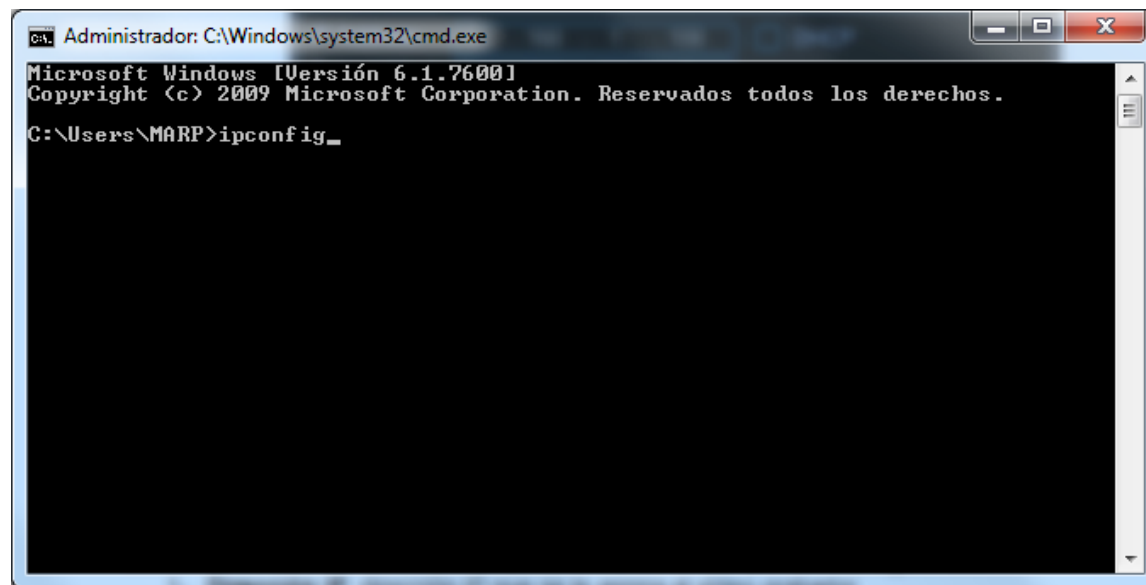 Administrador: C:\Windows\system32\cmd.exe
Microsoft Windows [Versión 6.1.7600]
Copyright (c) 2009 Microsoft Corporation. Reservados todos los derechos.
C:\Users\MARP>ipconfig_